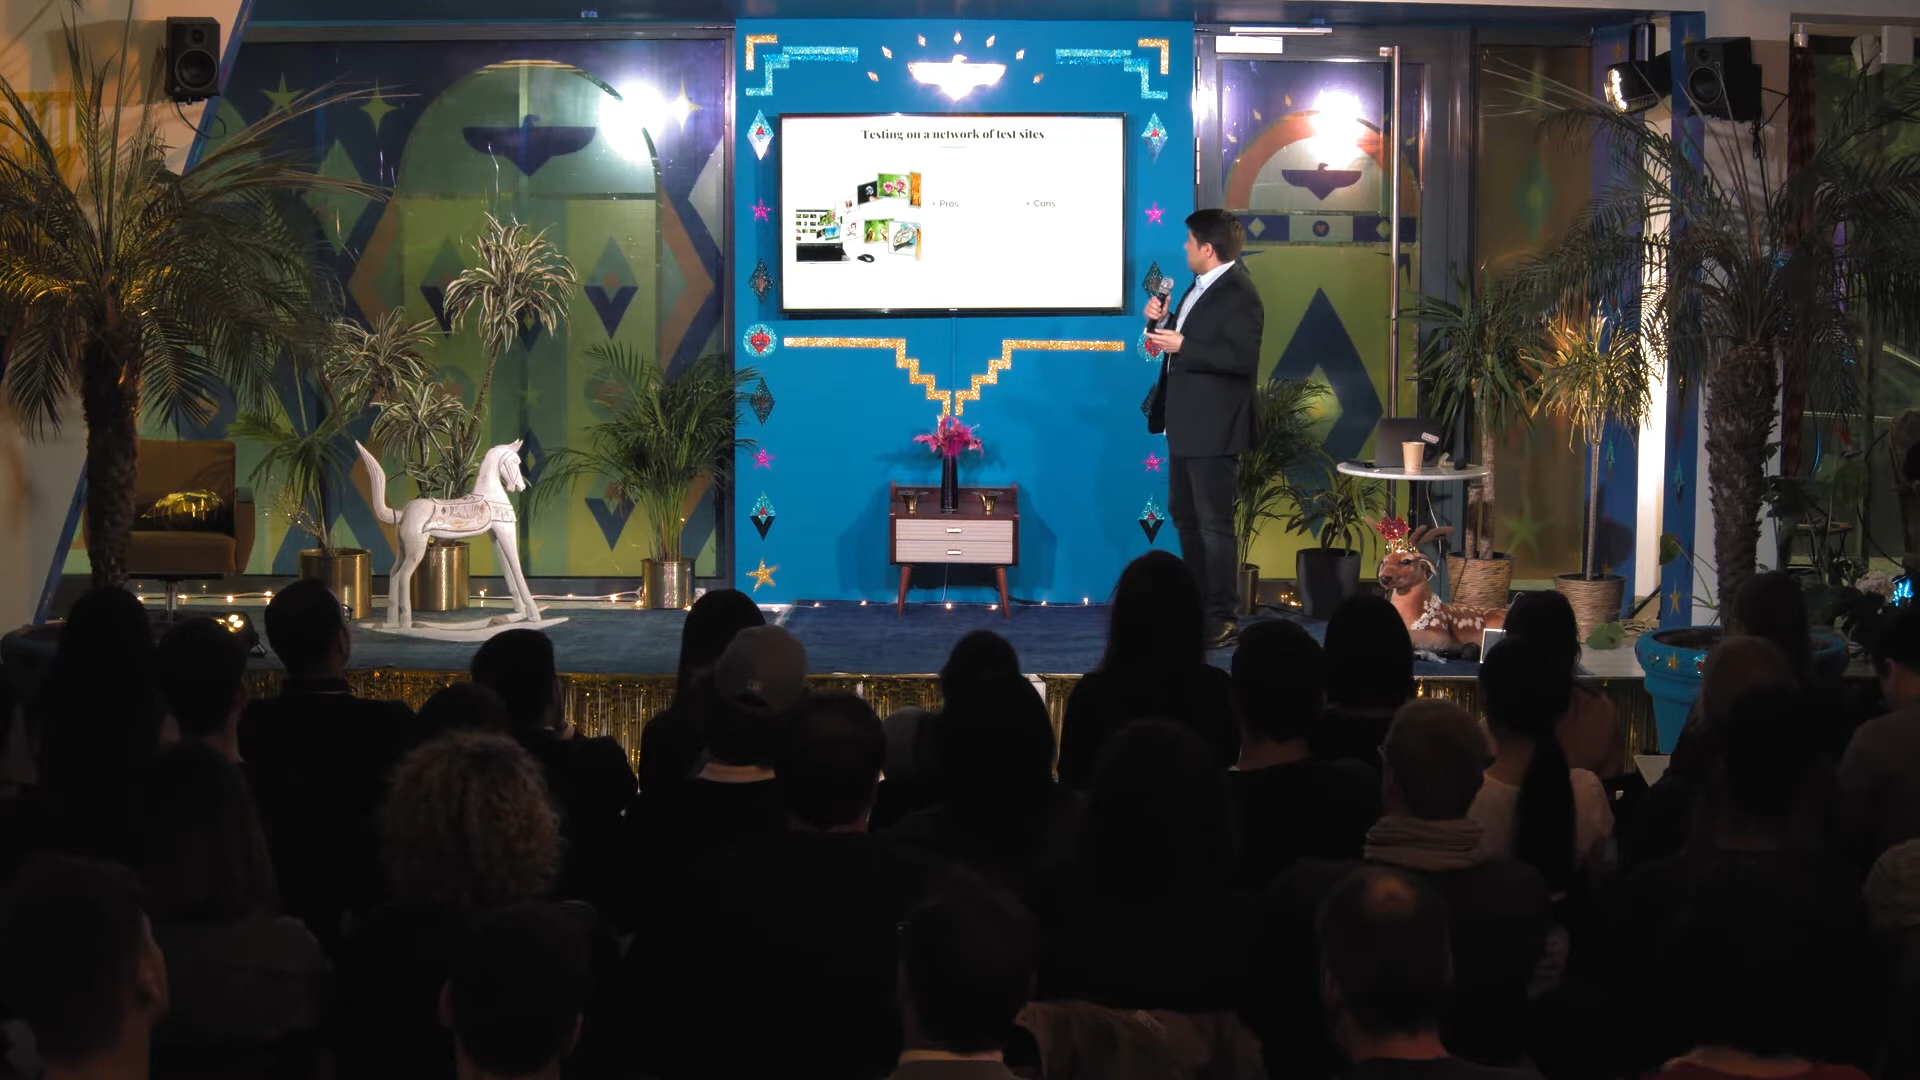 Testing on a network of test sites
+ Pros
+ Cons